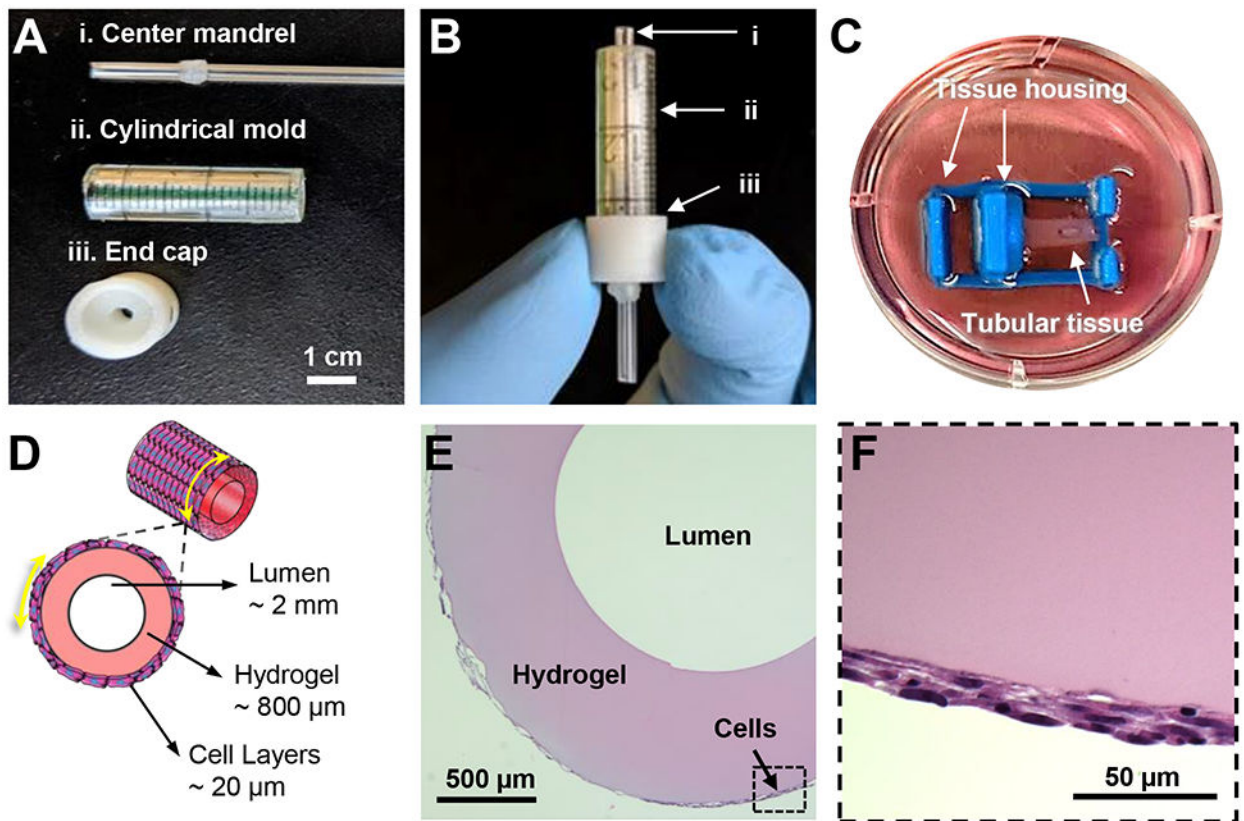 A
i. Center mandrel
ii. Cylindrical mold
iii. End cap
1 cm
B
i
ii
iii
C
Tissue housing
Tubular tissue
D
Lumen
~ 2 mm
Hydrogel
~ 800 µm
Cell Layers
~ 20 µm
E
Lumen
Hydrogel
Cells
500 µm
F
50 µm